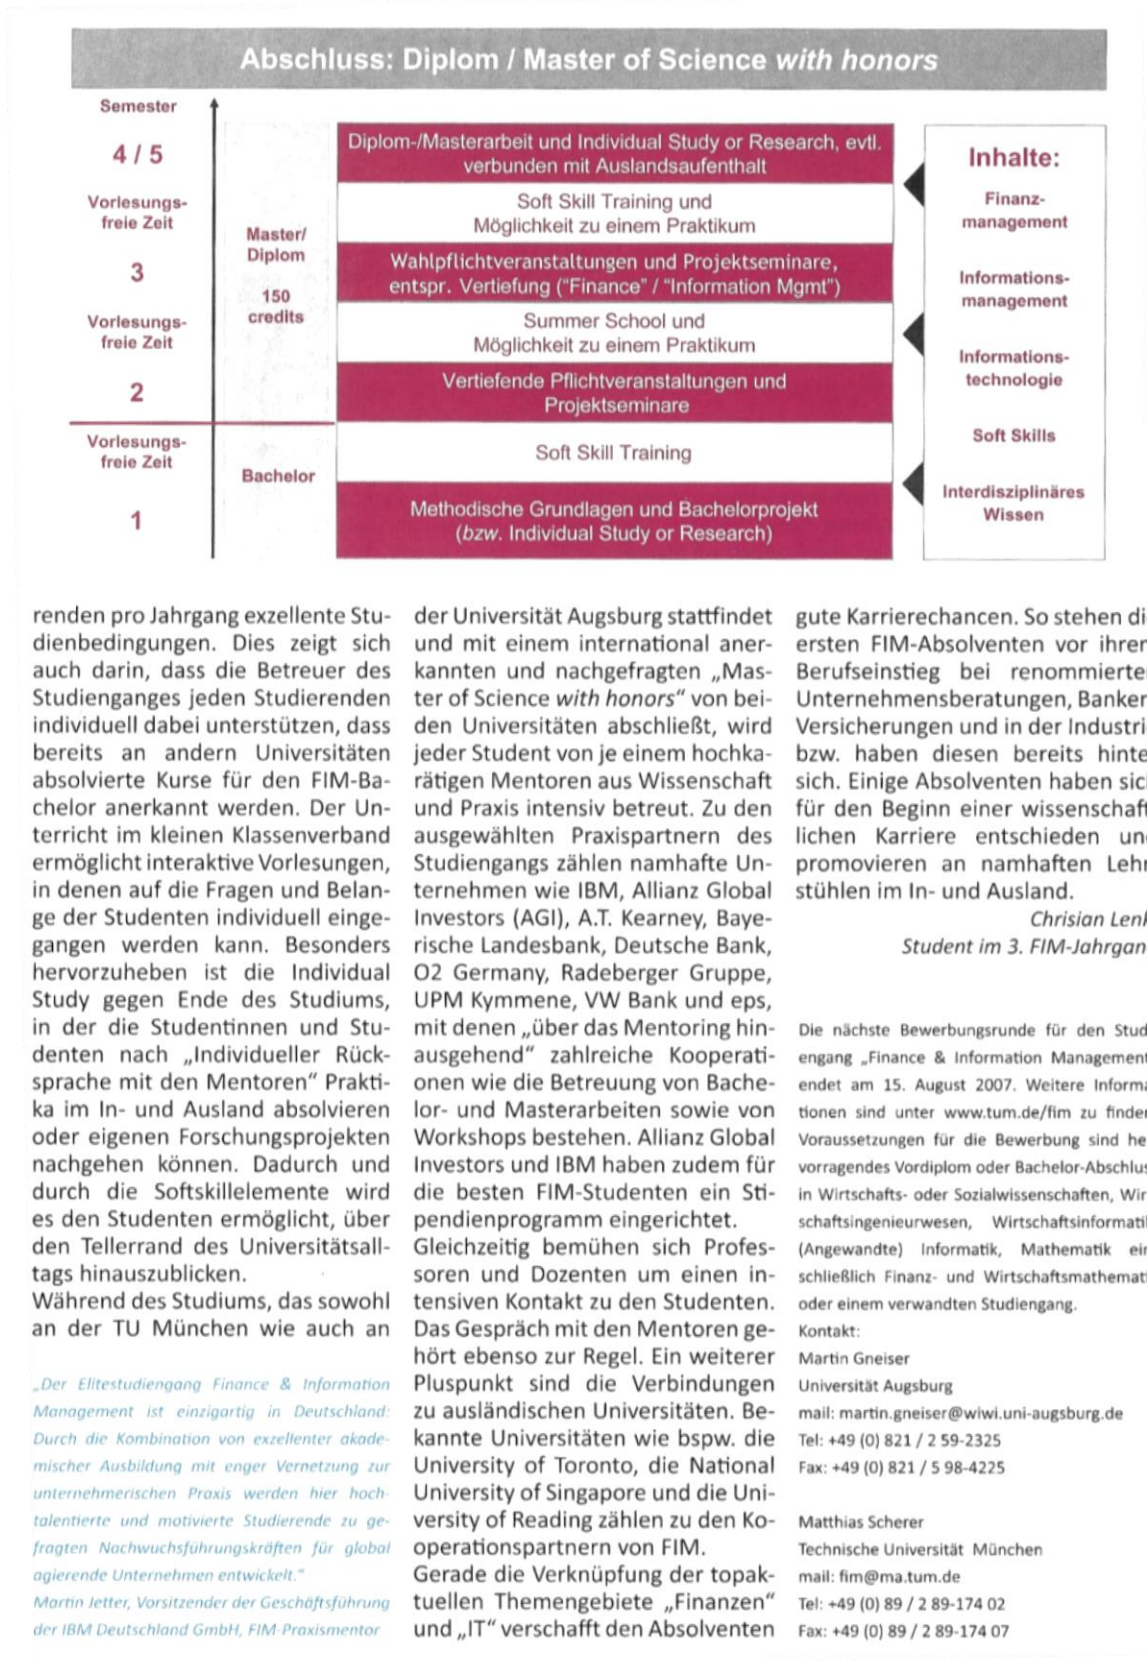 Abschluss: Diplom / Master of Science with honors
Semester
4 / 5
Vorlesungs-
freie Zeit
3
Vorlesungs-
freie Zeit
2
Vorlesungs-
freie Zeit
1
Master/
Diplom
150
credits
Bachelor
Diplom-/Masterarbeit und Individual Study or Research, evtl.
verbunden mit Auslandsaufenthalt
Soft Skill Training und
Möglichkeit zu einem Praktikum
Wahlpflichtveranstaltungen und Projektseminare,
entspr. Vertiefung ("Finance" / "Information Mgmt")
Summer School und
Möglichkeit zu einem Praktikum
Vertiefende Pflichtveranstaltungen und
Projektseminare
Soft Skill Training
Methodische Grundlagen und Bachelorprojekt
(bzw. Individual Study or Research)
Inhalte:
Finanz-
management
Informations-
management
Informations-
technologie
Soft Skills
Interdisziplinäres
Wissen
renden pro Jahrgang exzellente Stu-
dienbedingungen. Dies zeigt sich
auch darin, dass die Betreuer des
Studienganges jeden Studierenden
individuell dabei unterstützen, dass
bereits an andern Universitäten
absolvierte Kurse für den FIM-Ba-
chelor anerkannt werden. Der Un-
terricht im kleinen Klassenverband
ermöglicht interaktive Vorlesungen,
in denen auf die Fragen und Belan-
ge der Studenten individuell einge-
gangen werden kann. Besonders
hervorzuheben ist die Individual
Study gegen Ende des Studiums,
in der die Studentinnen und Stu-
denten nach „Individueller Rück-
sprache mit den Mentoren" Prakti-
ka im In- und Ausland absolvieren
oder eigenen Forschungsprojekten
nachgehen können. Dadurch und
durch die Softskillelemente wird
es den Studenten ermöglicht, über
den Tellerrand des Universitätsall-
tags hinauszublicken.
Während des Studiums, das sowohl
an der TU München wie auch an
„Der Elitestudiengang Finance & Information
Management ist einzigartig in Deutschland:
Durch die Kombination von exzellenter akade-
mischer Ausbildung mit enger Vernetzung zur
unternehmerischen Praxis werden hier hoch-
talentierte und motivierte Studierende zu ge-
fragten Nachwuchsführungskräften für global
agierende Unternehmen entwickelt."
Martin Jetter, Vorsitzender der Geschäftsführung
der IBM Deutschland GmbH, FIM-Praxismentor
der Universität Augsburg stattfindet
und mit einem international aner-
kannten und nachgefragten „Mas-
ter of Science with honors" von bei-
den Universitäten abschließt, wird
jeder Student von je einem hochka-
rätigen Mentoren aus Wissenschaft
und Praxis intensiv betreut. Zu den
ausgewählten Praxispartnern des
Studiengangs zählen namhafte Un-
ternehmen wie IBM, Allianz Global
Investors (AGI), A.T. Kearney, Baye-
rische Landesbank, Deutsche Bank,
O2 Germany, Radeberger Gruppe,
UPM Kymmene, VW Bank und eps,
mit denen „über das Mentoring hin-
ausgehend" zahlreiche Kooperati-
onen wie die Betreuung von Bache-
lor- und Masterarbeiten sowie von
Workshops bestehen. Allianz Global
Investors und IBM haben zudem für
die besten FIM-Studenten ein Sti-
pendienprogramm eingerichtet.
Gleichzeitig bemühen sich Profes-
soren und Dozenten um einen in-
tensiven Kontakt zu den Studenten.
Das Gespräch mit den Mentoren ge-
hört ebenso zur Regel. Ein weiterer
Pluspunkt sind die Verbindungen
zu ausländischen Universitäten. Be-
kannte Universitäten wie bspw. die
University of Toronto, die National
University of Singapore und die Uni-
versity of Reading zählen zu den Ko-
operationspartnern von FIM.
Gerade die Verknüpfung der topak-
tuellen Themengebiete „Finanzen"
und „IT" verschafft den Absolventen
gute Karrierechancen. So stehen di
ersten FIM-Absolventen vor ihrer
Berufseinstieg bei renommierte
Unternehmensberatungen, Banker
Versicherungen und in der Industri
bzw. haben diesen bereits hinte
sich. Einige Absolventen haben sic
für den Beginn einer wissenschaf
lichen Karriere entschieden un
promovieren an namhaften Leh
stühlen im In- und Ausland.
Chrisian Len
Student im 3. FIM-Jahrgan
Die nächste Bewerbungsrunde für den Stud
engang „Finance & Information Management
endet am 15. August 2007. Weitere Inform
tionen sind unter www.tum.de/fim zu finder
Voraussetzungen für die Bewerbung sind he
vorragendes Vordiplom oder Bachelor-Abschlus
in Wirtschafts- oder Sozialwissenschaften, Wir
schaftsingenieurwesen, Wirtschaftsinformati
(Angewandte) Informatik, Mathematik ein
schließlich Finanz- und Wirtschaftsmathemat
oder einem verwandten Studiengang.
Kontakt:
Martin Gneiser
Universität Augsburg
mail: martin.gneiser@wiwi.uni-augsburg.de
Tel: +49 (0) 821 / 2 59-2325
Fax: +49 (0) 821 / 5 98-4225
Matthias Scherer
Technische Universität München
mail: fim@ma.tum.de
Tel: +49 (0) 89 / 2 89-174 02
Fax: +49 (0) 89 / 2 89-174 07